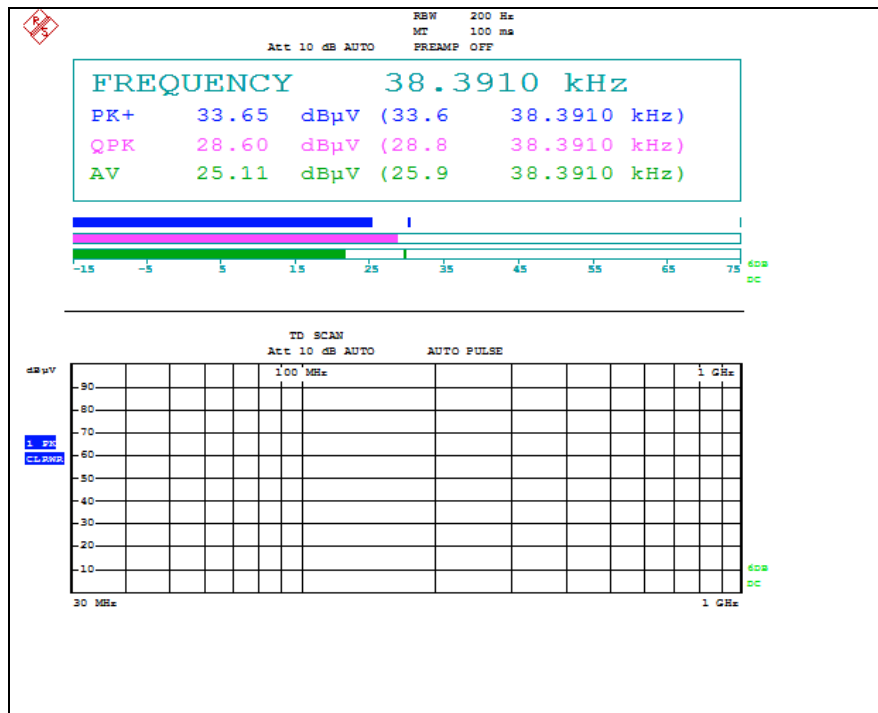 RBW 200 Hz
MT 100 ms
Att 10 dB AUTO PREAMP OFF
FREQUENCY 38.3910 kHz
PK+ 33.65 dBµV (33.6 38.3910 kHz)
QPK 28.60 dBµV (28.8 38.3910 kHz)
AV 25.11 dBµV (25.9 38.3910 kHz)
-15 -5 5 15 25 35 45 55 65 75
6DB
DC
TD SCAN
Att 10 dB AUTO AUTO PULSE
dBµV
100 MHz 1 GHz
90
80
70
1 PK
CLRWR
60
50
40
30
20
10
6DB
DC
30 MHz 1 GHz